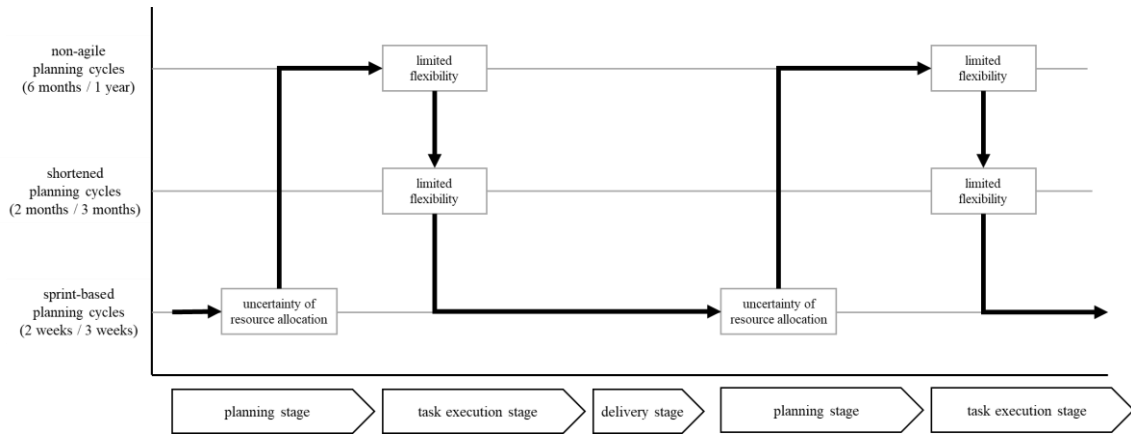 non-agile
planning cycles
(6 months / 1 year)
limited
flexibility
limited
flexibility
shortened
planning cycles
(2 months / 3 months)
limited
flexibility
limited
flexibility
sprint-based
planning cycles
(2 weeks / 3 weeks)
uncertainty of
resource allocation
uncertainty of
resource allocation
planning stage
task execution stage
delivery stage
planning stage
task execution stage